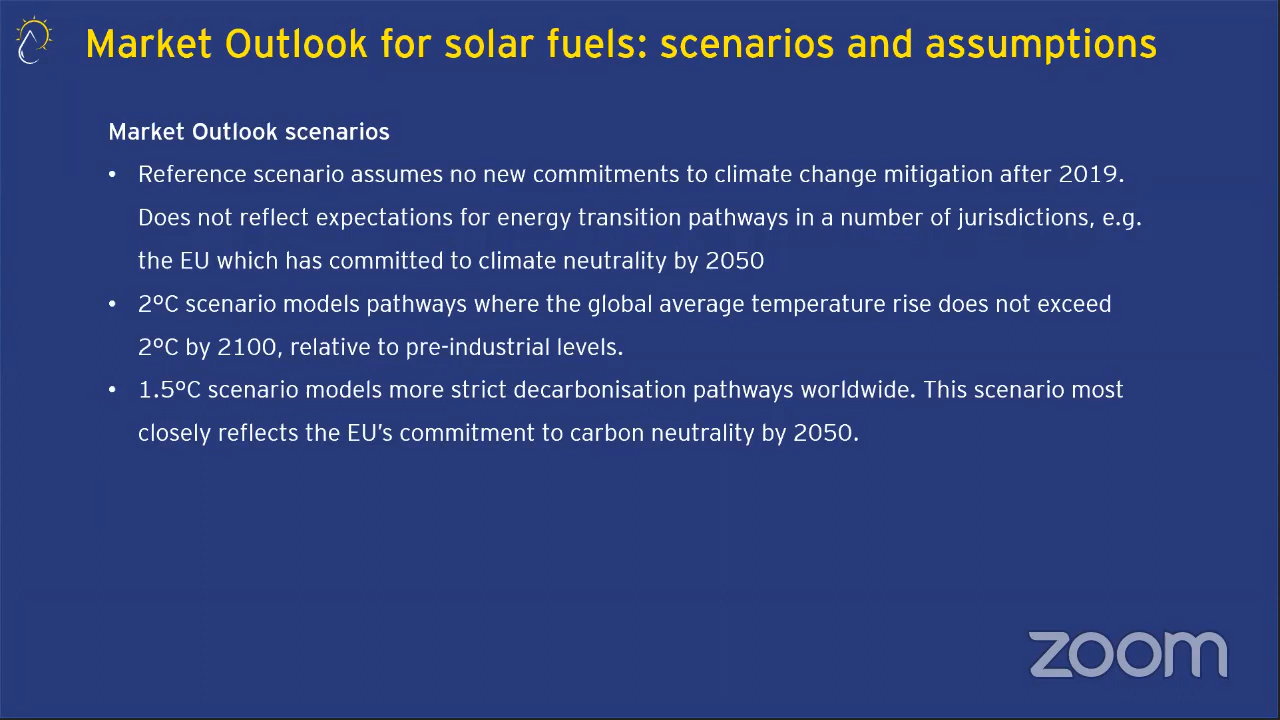 Market Outlook for solar fuels: scenarios and assumptions
Market Outlook scenarios
• Reference scenario assumes no new commitments to climate change mitigation after 2019.
Does not reflect expectations for energy transition pathways in a number of jurisdictions, e.g.
the EU which has committed to climate neutrality by 2050
• 2°C scenario models pathways where the global average temperature rise does not exceed
2°C by 2100, relative to pre-industrial levels.
• 1.5°C scenario models more strict decarbonisation pathways worldwide. This scenario most
closely reflects the EU's commitment to carbon neutrality by 2050.
zoom